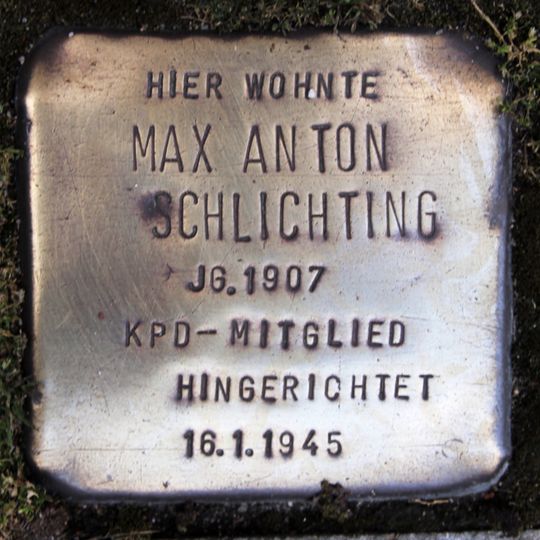 HIER WOHNTE
MAX ANTON
SCHLICHTING
JG. 1907
KPD-MITGLIED
HINGERICHTET
16.1.1945